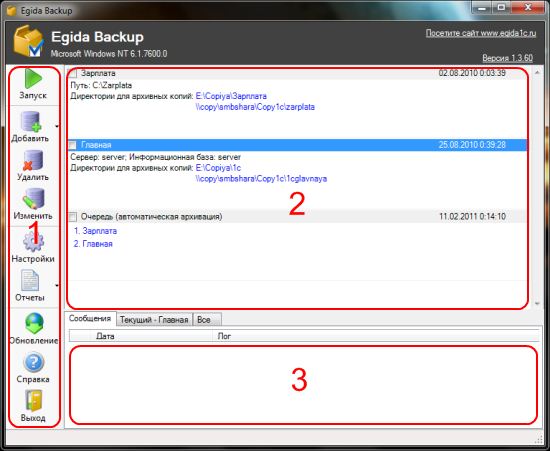 Egida Backup
Egida Backup
Microsoft Windows NT 6.1.7600.0
Посетите сайт www.egida1c.ru
Версия 1.3.60
Запуск
Добавить
Удалить
Изменить
1
Настройки
Отчеты
Обновление
Справка
Выход
Зарплата 02.08.2010 0:03:39
Путь: C:\Zarplata
Директории для архивных копий: E:\Copiya\Зарплата
\\copy\smbshara\Copy1c\zarplata
Главная 25.08.2010 0:39:28
Сервер: server; Информационная база: server
Директории для архивных копий: E:\Copiya\1c
\\copy\smbshara\Copy1c\1cglavnaya
2
Очередь (автоматическая архивация) 11.02.2011 0:14:10
1. Зарплата
2. Главная
Сообщения Текущий - Главная Все
Дата Лог
3